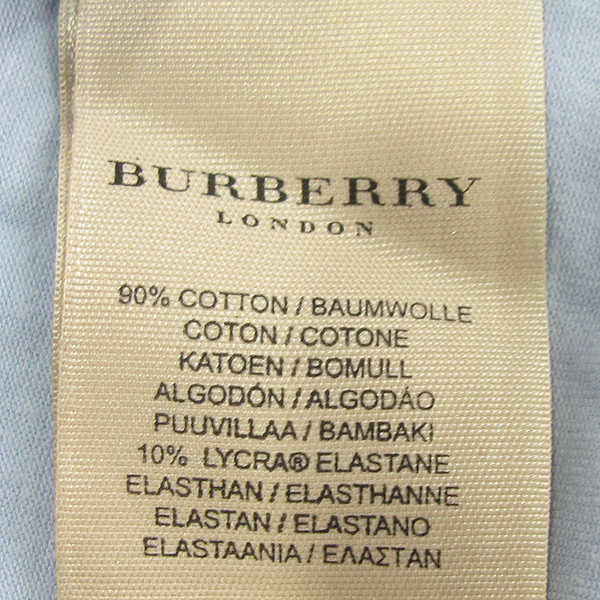 BURBERRY
LONDON
90% COTTON / BAUMWOLLE
COTON / COTONE
KATOEN / BOMULL
ALGODÓN / ALGODÁO
PUUVILLAA / BAMBAKI
10% LYCRA® ELASTANE
ELASTHAN / ELASTHANNE
ELASTAN / ELASTANO
ELASTAANIA / ΕΛΑΣΤΑΝ